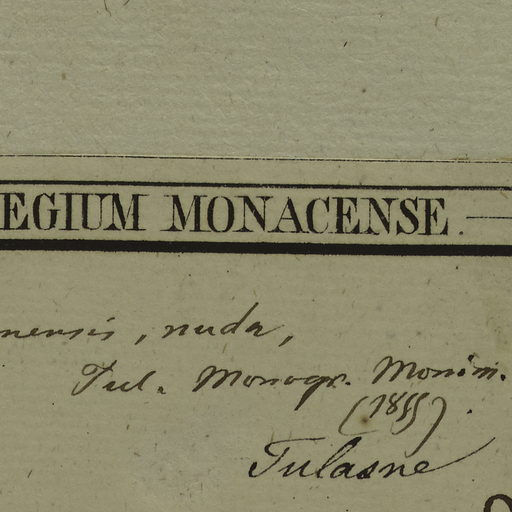 EGIUM MONACENSE.
nensis, nuda,
Tul. Monogr. Monim.
(1855).
Tulasne